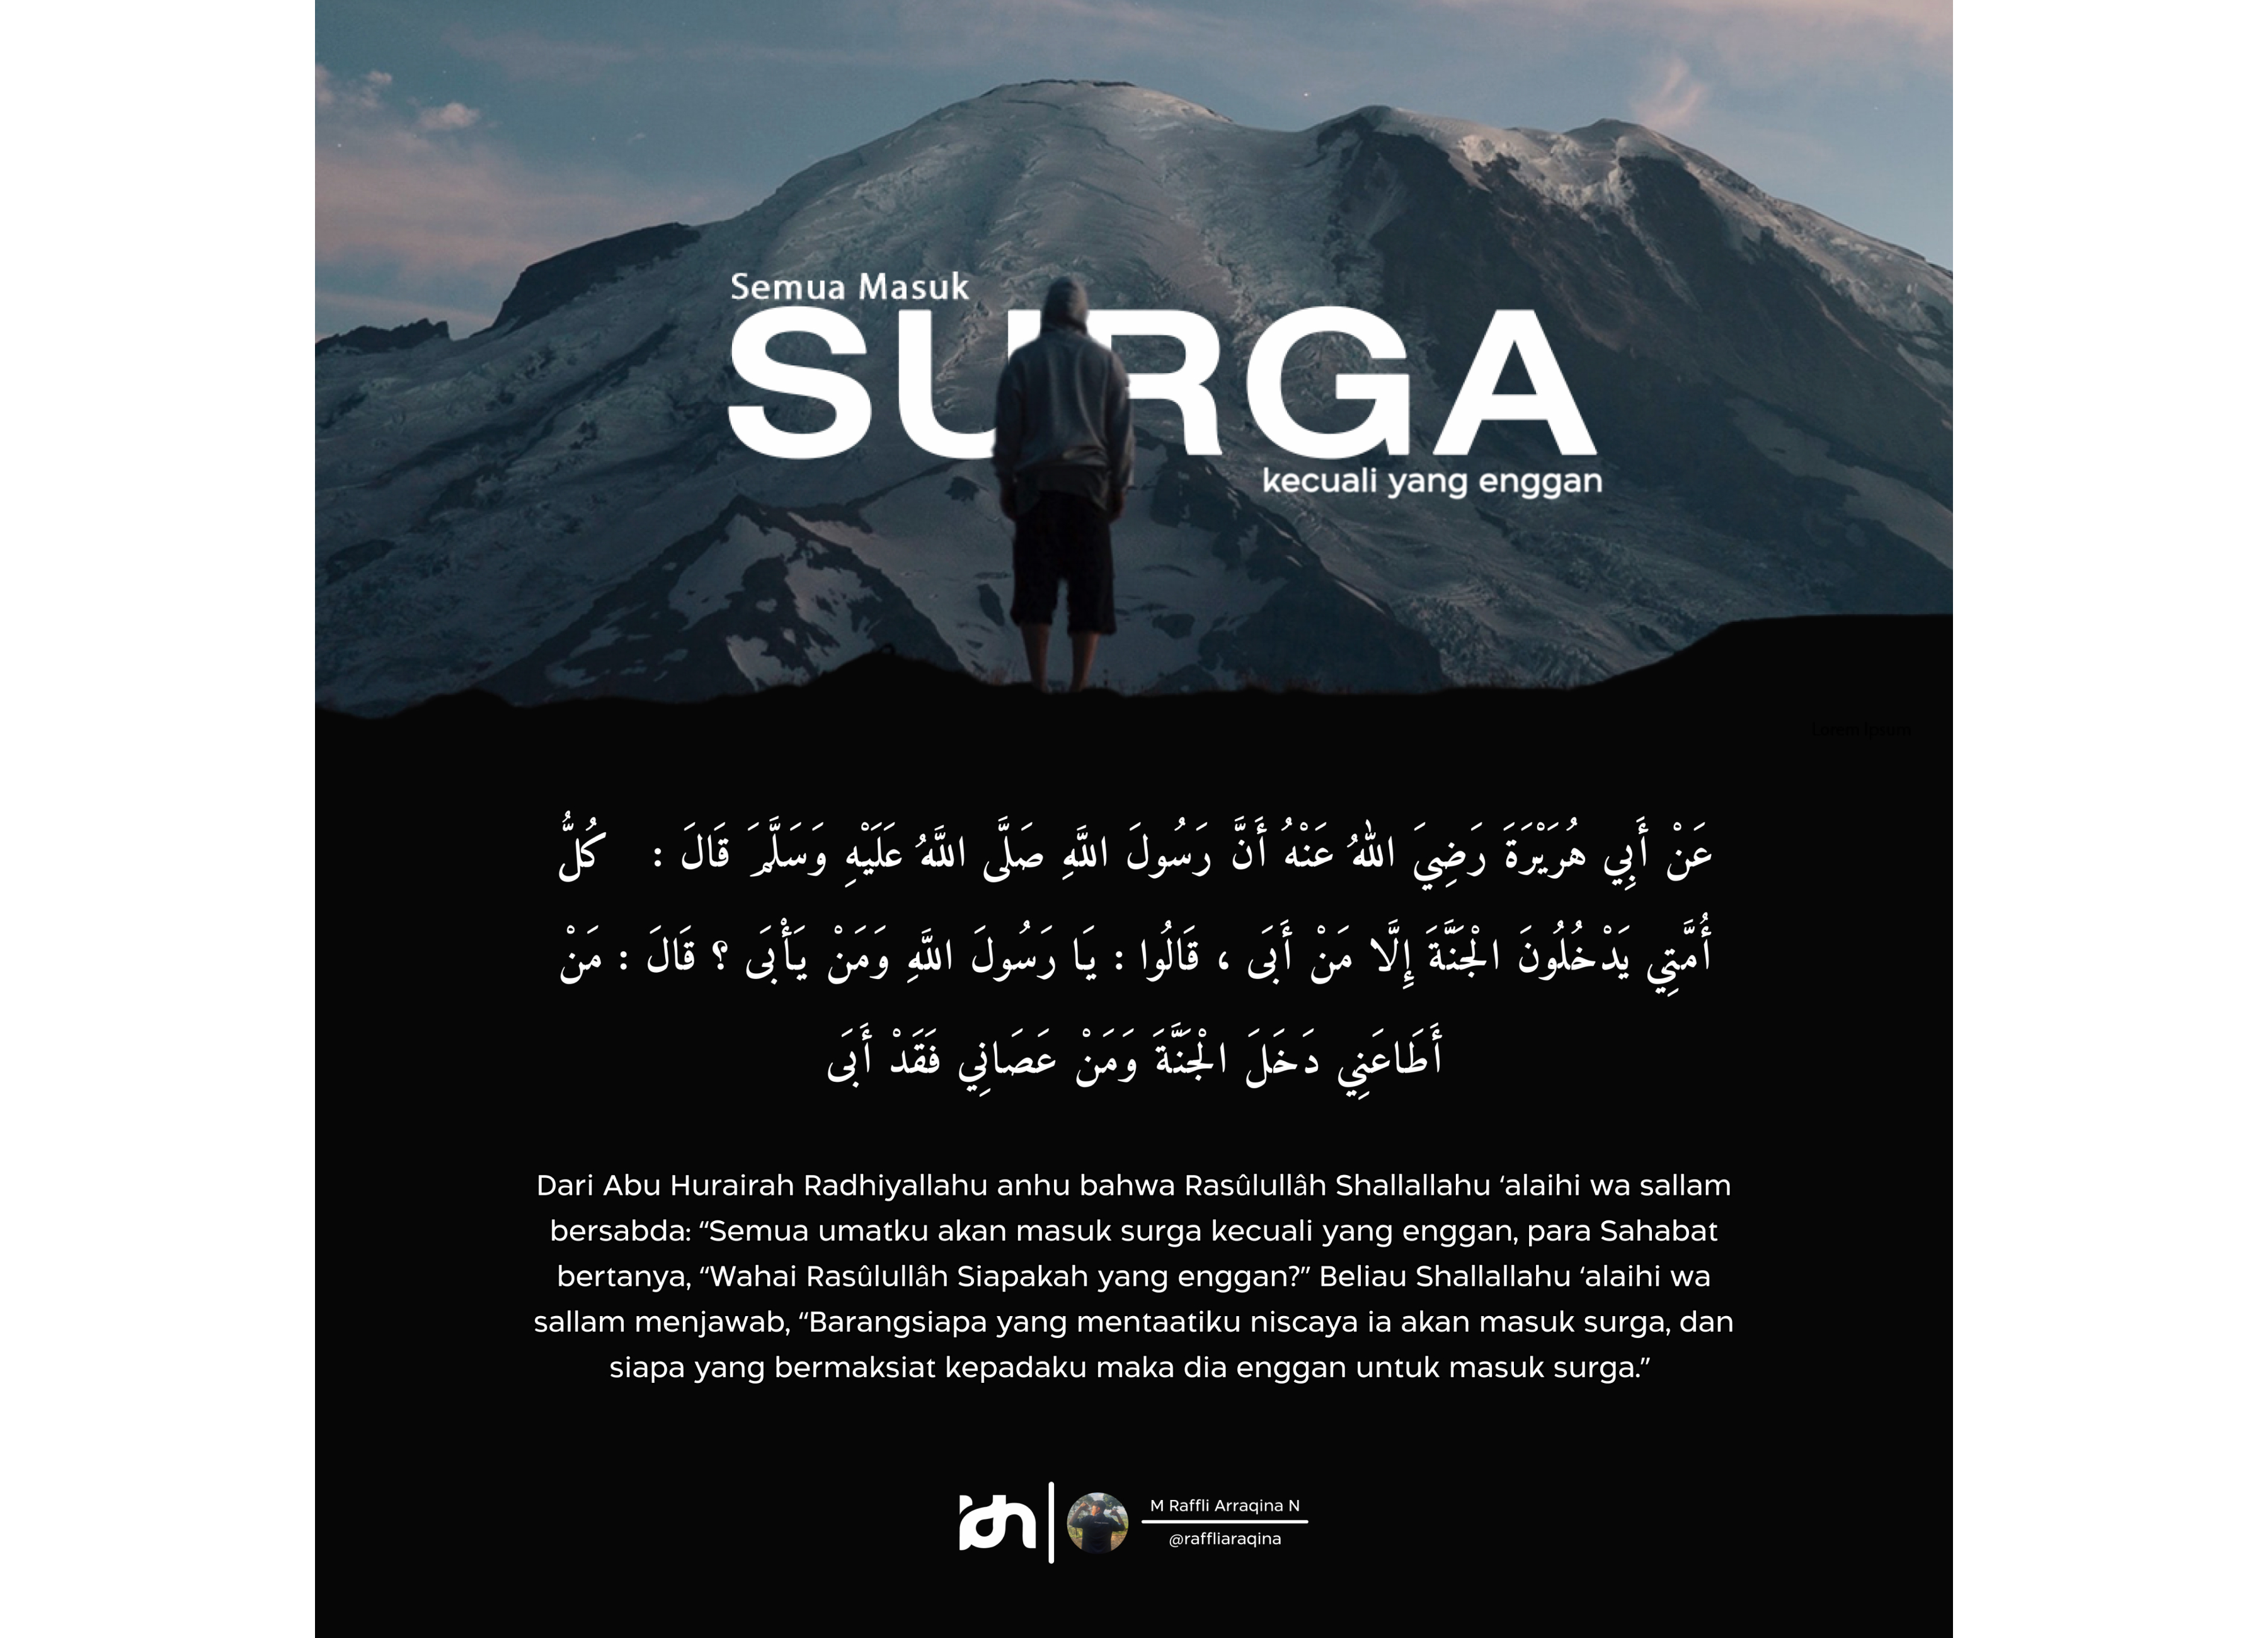 Semua Masuk
SURGA
kecuali yang enggan
Lorem Ipsum
عَنْ أَبِي هُرَيْرَةَ رَضِيَ اللهُ عَنْهُ أَنَّ رَسُولَ اللَّهِ صَلَّى اللَّهُ عَلَيْهِ وَسَلَّمَ قَالَ : كُلُّ
أُمَّتِي يَدْخُلُونَ الْجَنَّةَ إِلَّا مَنْ أَبَى ، قَالُوا : يَا رَسُولَ اللَّهِ وَمَنْ يَأْبَى ؟ قَالَ : مَنْ
أَطَاعَنِي دَخَلَ الْجَنَّةَ وَمَنْ عَصَانِي فَقَدْ أَبَى
Dari Abu Hurairah Radhiyallahu anhu bahwa Rasûlullâh Shallallahu ‘alaihi wa sallam
bersabda: “Semua umatku akan masuk surga kecuali yang enggan, para Sahabat
bertanya, “Wahai Rasûlullâh Siapakah yang enggan?” Beliau Shallallahu ‘alaihi wa
sallam menjawab, “Barangsiapa yang mentaatiku niscaya ia akan masuk surga, dan
siapa yang bermaksiat kepadaku maka dia enggan untuk masuk surga.”
M Raffli Arraqina N
@raffliaraqina